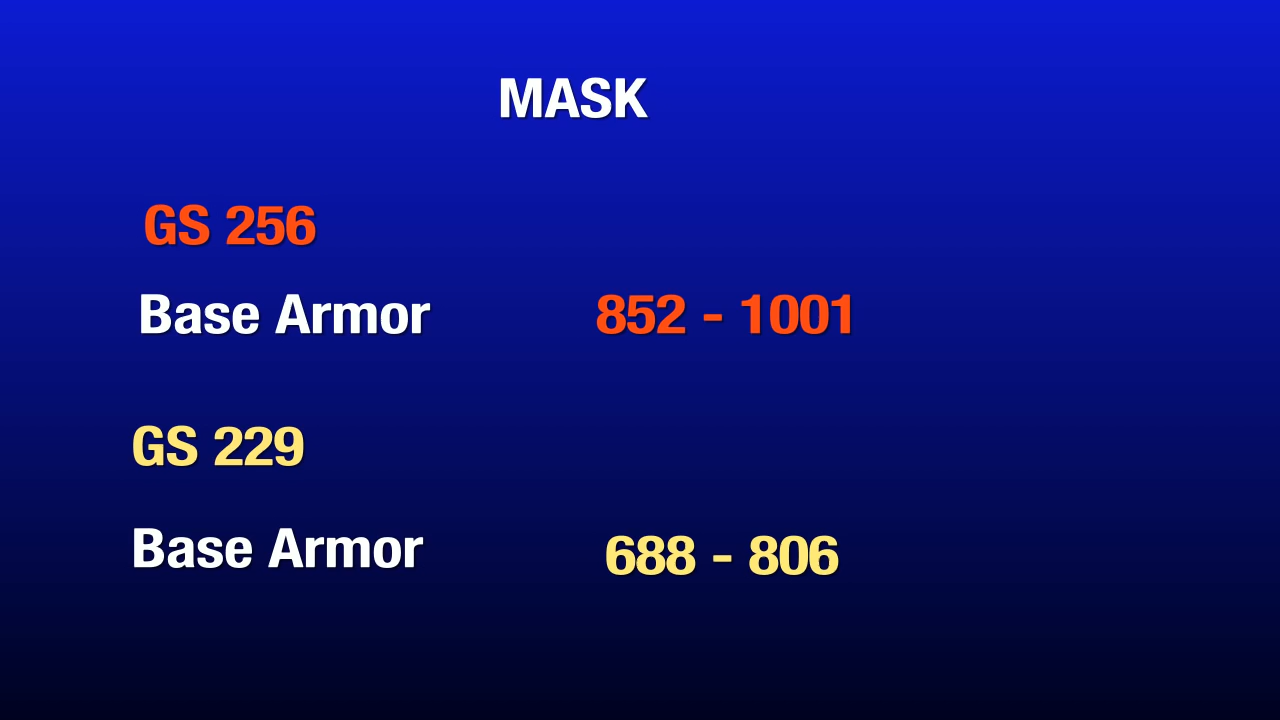 MASK
GS 256
Base Armor 852 - 1001
GS 229
Base Armor 688 - 806